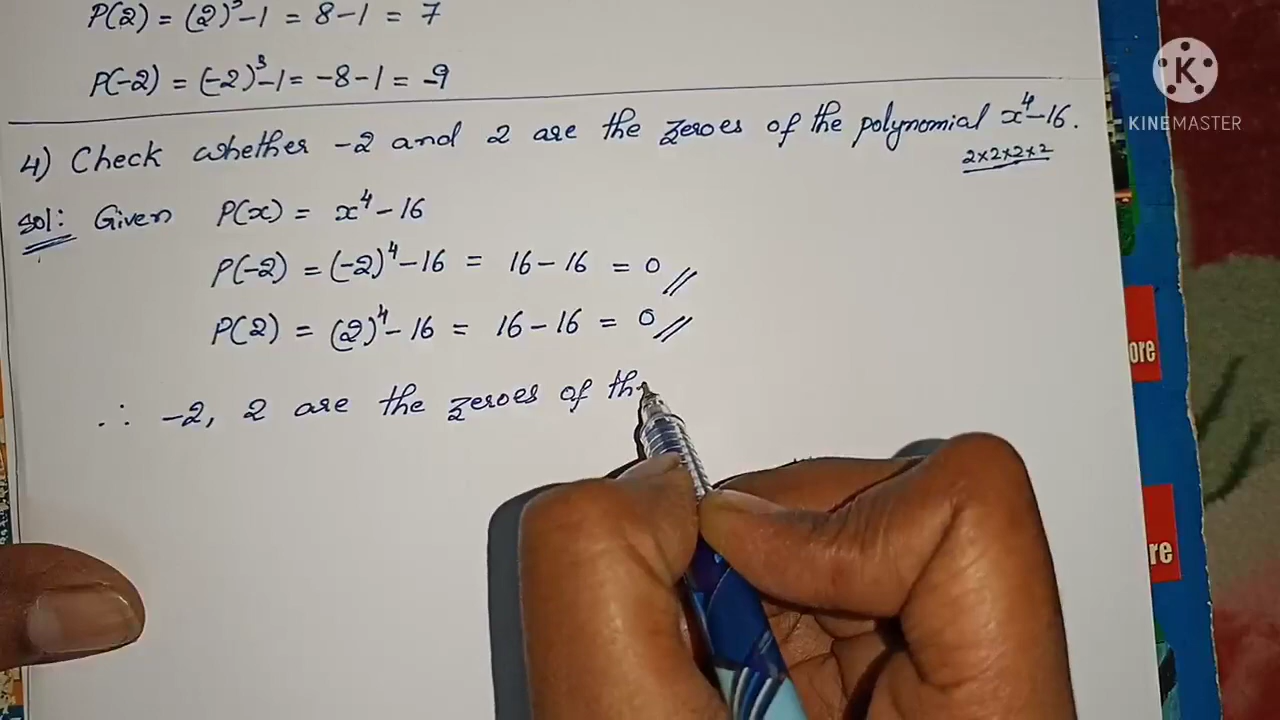 P(2) = (2)³-1 = 8-1 = 7
P(-2) = (-2)³-1 = -8-1 = -9
K
KINEMASTER
4) Check whether -2 and 2 are the zeroes of the polynomial x⁴-16.
2×2×2×2
Sol: Given P(x) = x⁴-16
P(-2) = (-2)⁴-16 = 16-16 = 0
P(2) = (2)⁴-16 = 16-16 = 0
∴ -2, 2 are the zeroes of th
ore
re